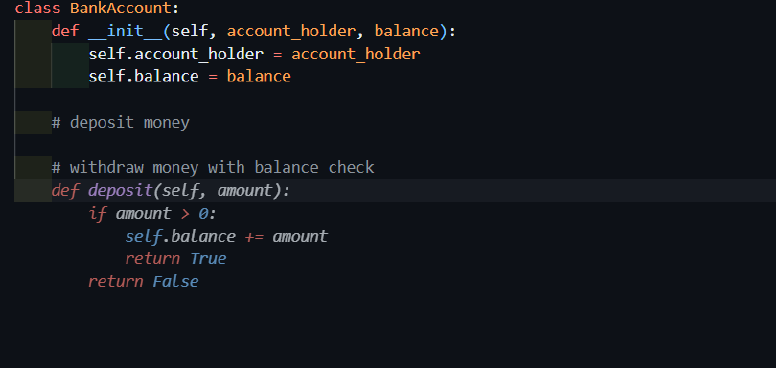 class BankAccount:
    def __init__(self, account_holder, balance):
        self.account_holder = account_holder
        self.balance = balance
    # deposit money
    # withdraw money with balance check
    def deposit(self, amount):
        if amount > 0:
            self.balance += amount
            return True
        return False